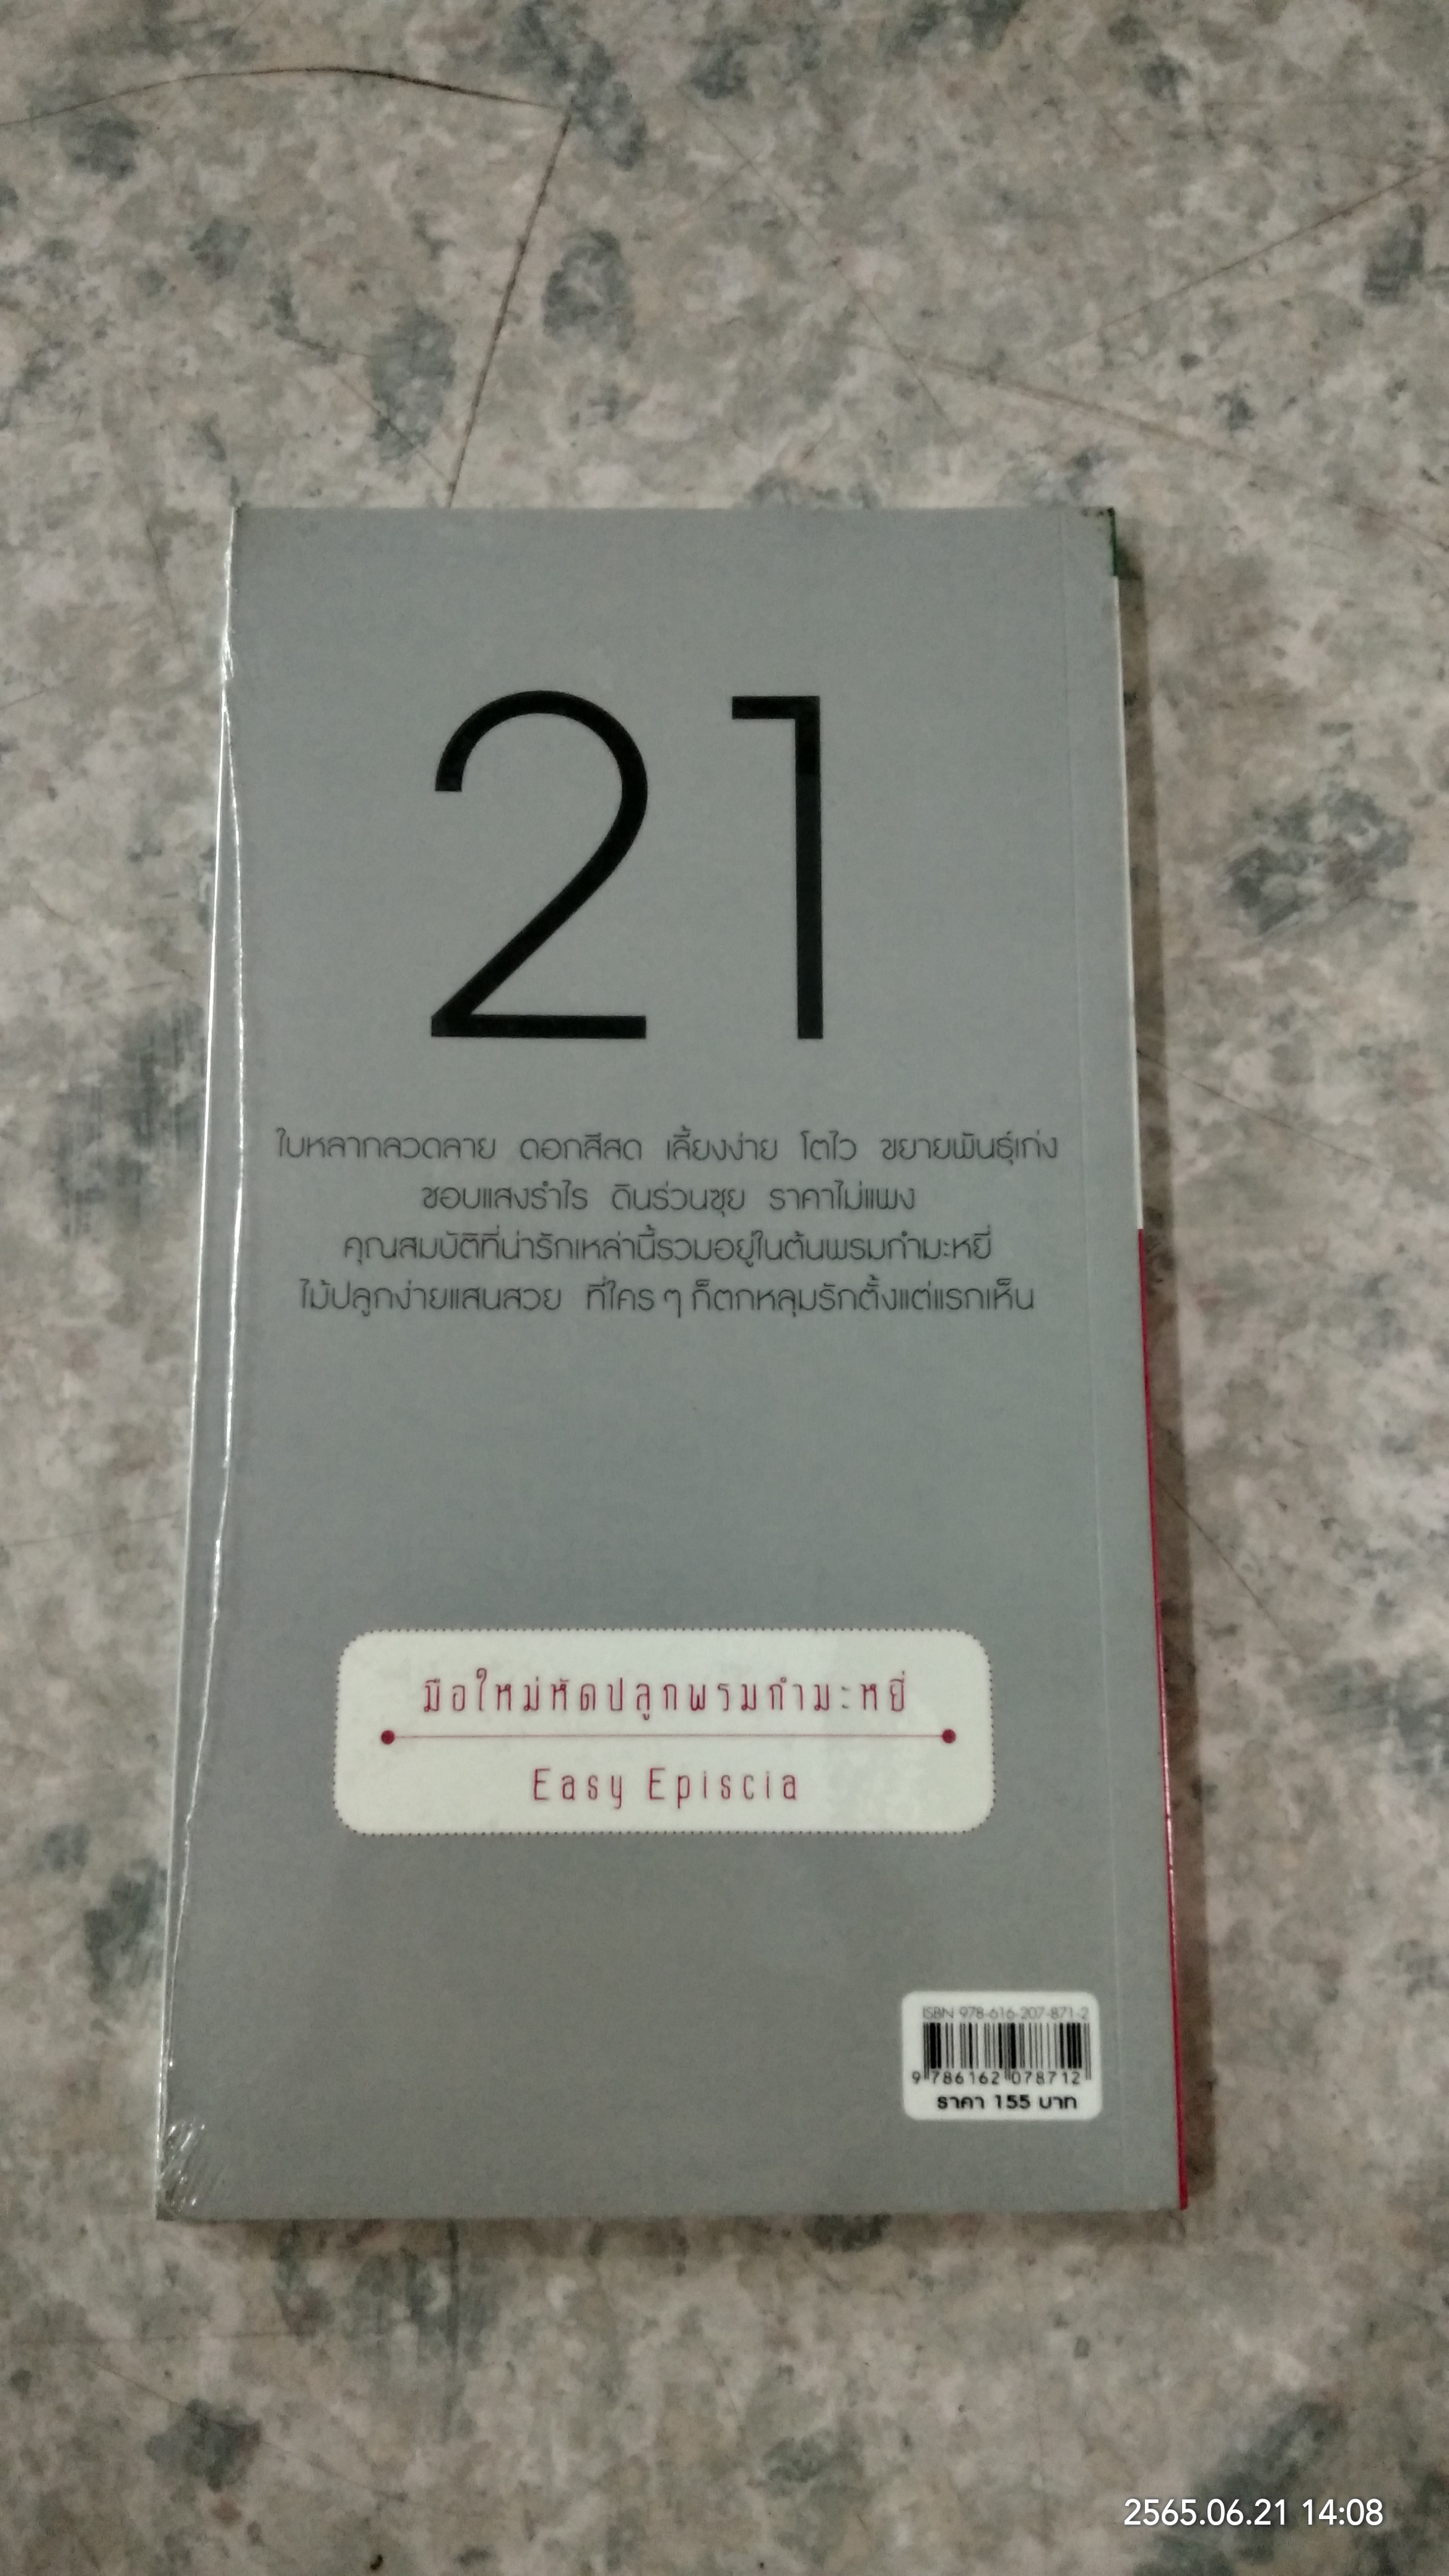 21
ใบหลากลวดลาย ดอกสีสด เลี้ยงง่าย โตไว ขยายพันธุ์เก่ง
ชอบแสงรำไร ดินร่วนซุย ราคาไม่แพง
คุณสมบัติที่น่ารักเหล่านี้รวมอยู่ในต้นพรมกำมะหยี่
ไม้ปลูกง่ายแสนสวย ที่ใคร ๆ ก็ตกหลุมรักตั้งแต่แรกเห็น
มือใหม่หัดปลูกพรมกำมะหยี่
Easy Episcia
ISBN 978-616-207-871-2
9 786162 078712
ราคา 155 บาท
2565.06.21 14:08